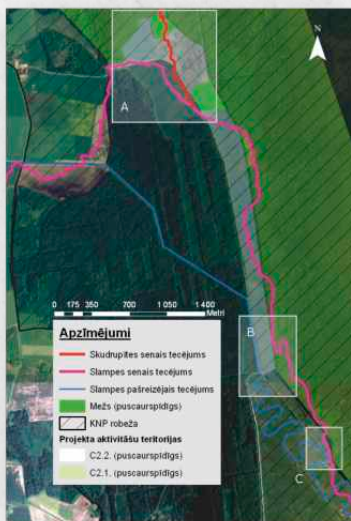 N
A
B
C
0 175 350 700 1 050 1 400
Metri
Apzīmējumi
Skudrupītes senais tecējums
Slampes senais tecējums
Slampes pašreizējais tecējums
Mežs (puscaurspīdīgs)
KNP robeža
Projekta aktivitāšu teritorijas
C2.2. (puscaurspīdīgs)
C2.1. (puscaurspīdīgs)